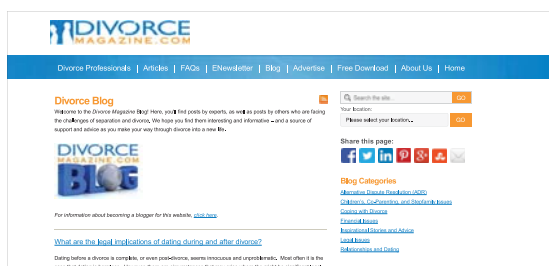 DIVORCE
MAGAZINE.COM
Divorce Professionals | Articles | FAQs | ENewsletter | Blog | Advertise | Free Download | About Us | Home
Divorce Blog
Welcome to the Divorce Magazine Blog! Here, you'll find posts by experts, as well as posts by others who are facing
the challenges of separation and divorce. We hope you find them interesting and informative – and a source of
support and advice as you make your way through divorce into a new life.
DIVORCE
MAGAZINE.COM
BLOG
For information about becoming a blogger for this website, click here.
What are the legal implications of dating during and after divorce?
Dating before a divorce is complete, or even post-divorce, seems innocuous and unproblematic. Most often it is the
Search the site...
GO
Your location:
Please select your location...
GO
Share this page:
Blog Categories
Alternative Dispute Resolution (ADR)
Children's, Co-Parenting, and Stepfamily Issues
Coping with Divorce
Financial Issues
Inspirational Stories and Advice
Legal Issues
Relationships and Dating